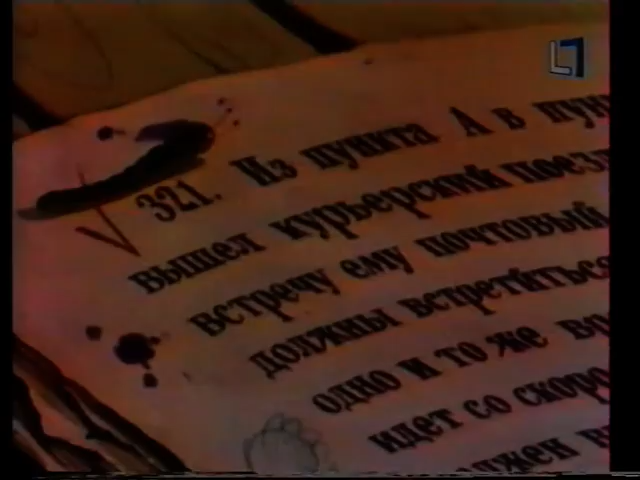 321. Из пункта А в пун
вышел курьерский поезд
встречу ему почтовый
должны встретиться
одно и то же вр
идет со скоро
олжен в